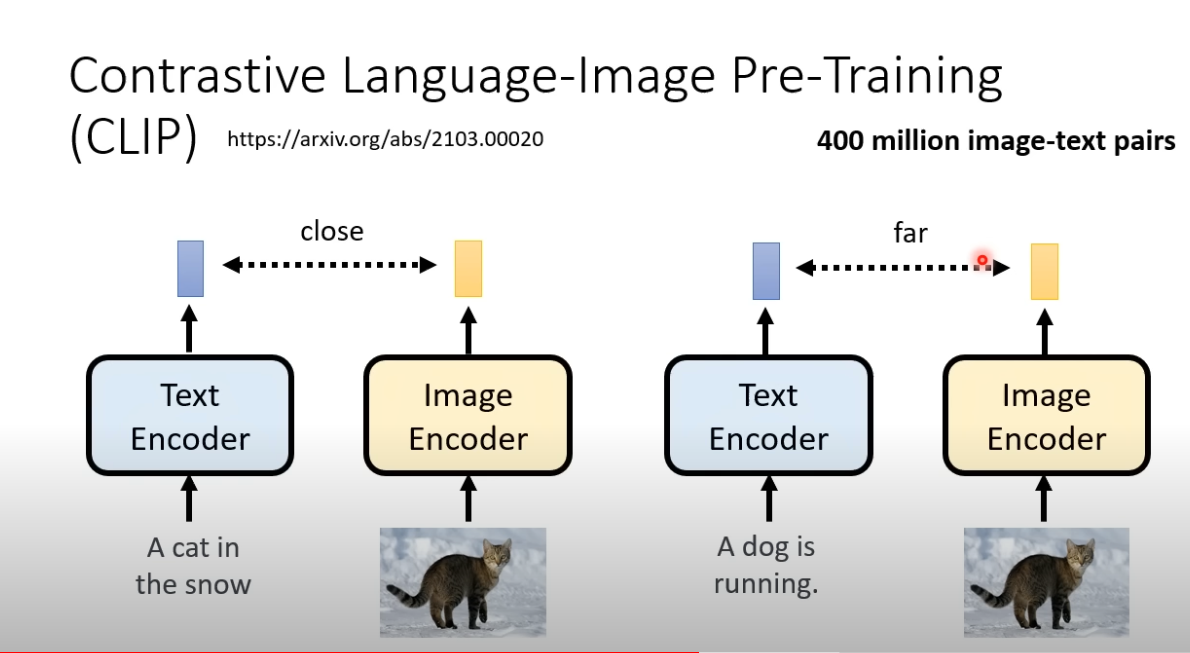 Contrastive Language-Image Pre-Training
(CLIP) https://arxiv.org/abs/2103.00020 400 million image-text pairs
close
far
Text
Encoder
Image
Encoder
Text
Encoder
Image
Encoder
A cat in
the snow
A dog is
running.